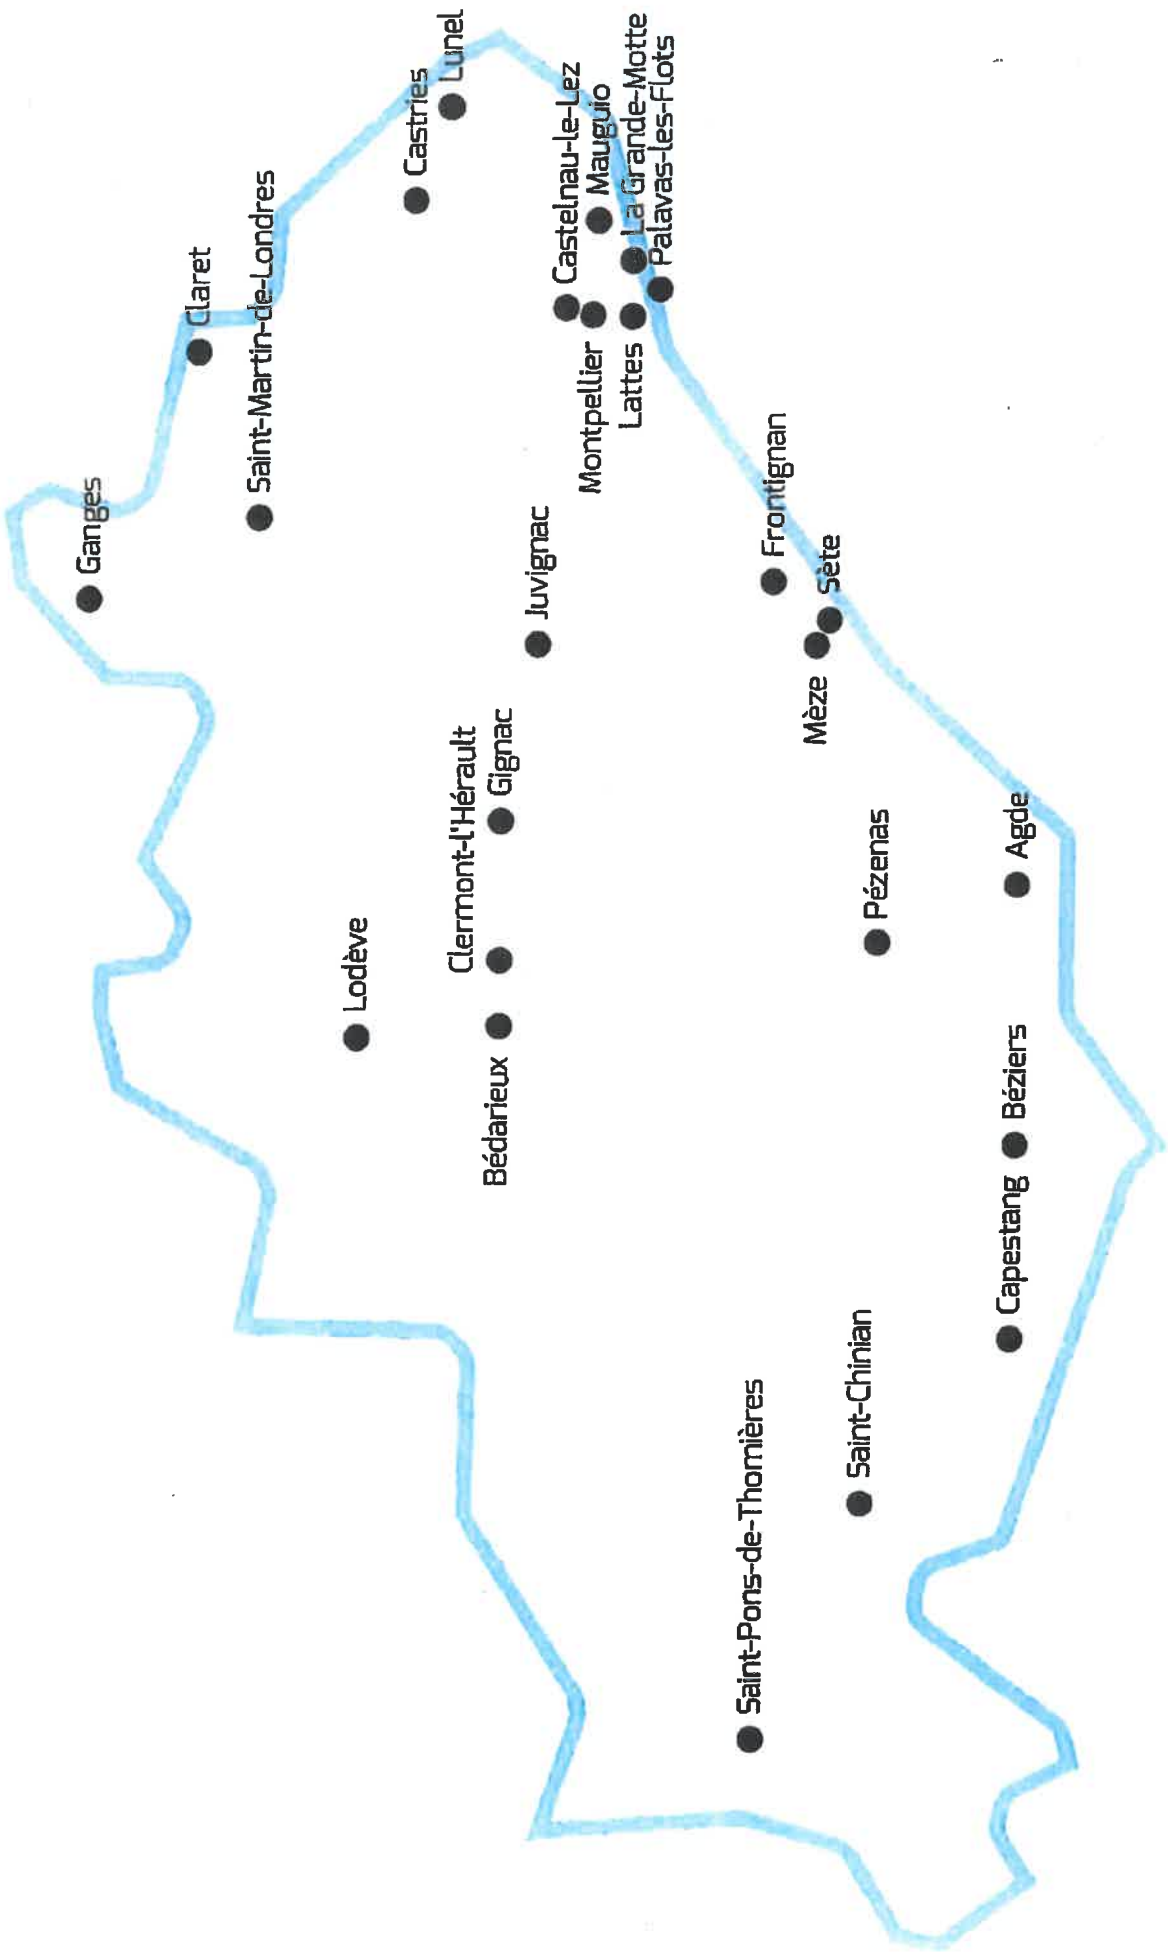 Ganges
Claret
Saint-Martin-de-Londres
Lodève
Castries
Lunel
Clermont-l'Hérault
Bédarieux
Gignac
Juvignac
Castelnau-le-Lez
Montpellier
Mauguio
Lattes
La Grande-Motte
Palavas-les-Flots
Saint-Pons-de-Thomières
Frontignan
Mèze
Sète
Saint-Chinian
Pézenas
Capestang
Béziers
Agde